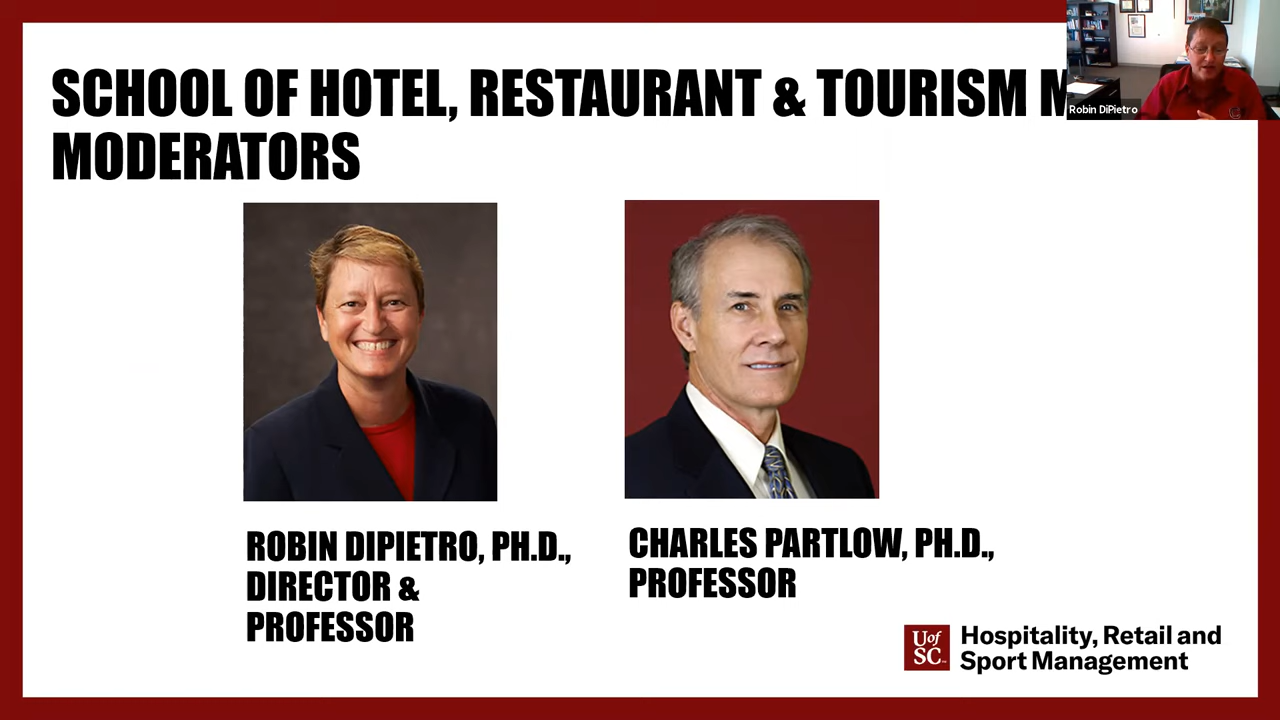 SCHOOL OF HOTEL, RESTAURANT & TOURISM M
MODERATORS
Robin DiPietro
ROBIN DIPIETRO, PH.D.,
DIRECTOR &
PROFESSOR
CHARLES PARTLOW, PH.D.,
PROFESSOR
UofSC
Hospitality, Retail and
Sport Management